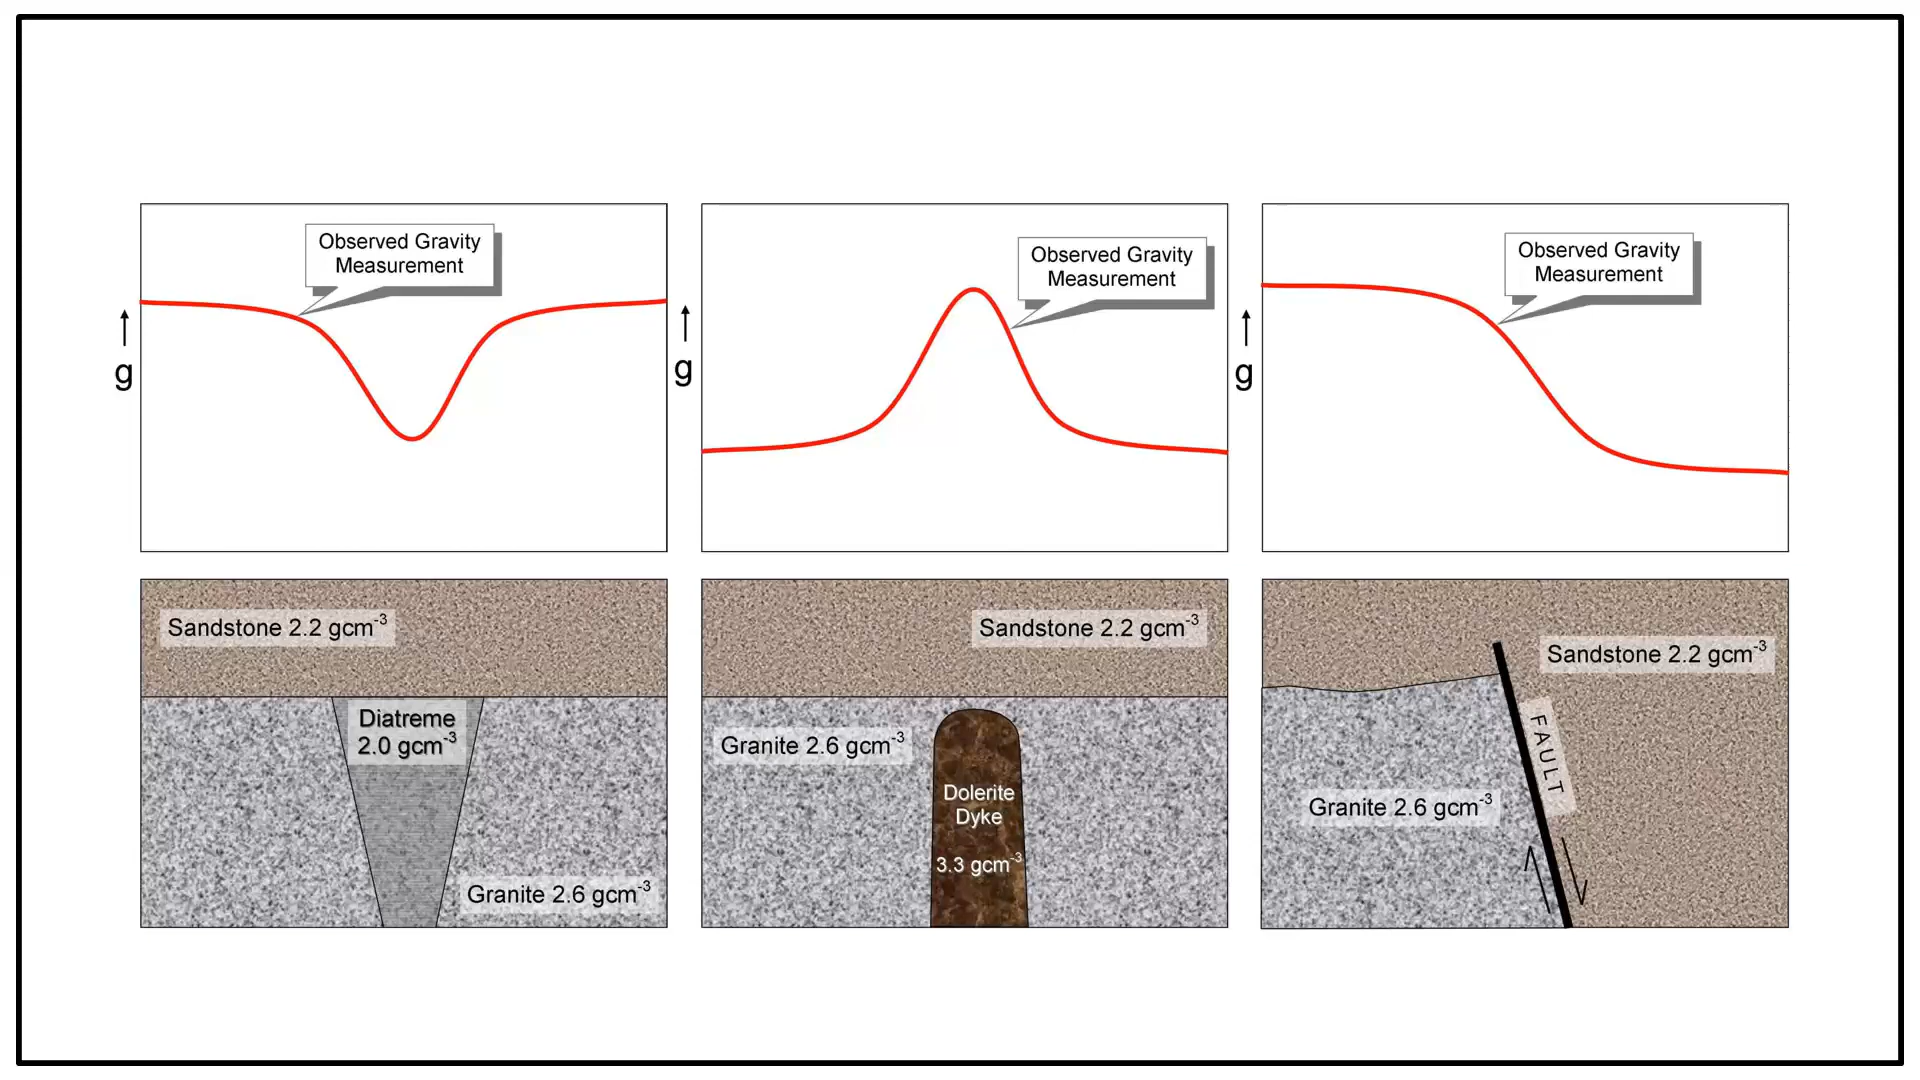 Observed Gravity
Measurement
g
Observed Gravity
Measurement
g
Observed Gravity
Measurement
g
Sandstone 2.2 gcm⁻³
Diatreme
2.0 gcm⁻³
Granite 2.6 gcm⁻³
Sandstone 2.2 gcm⁻³
Granite 2.6 gcm⁻³
Dolerite
Dyke
3.3 gcm⁻³
Sandstone 2.2 gcm⁻³
FAULT
Granite 2.6 gcm⁻³